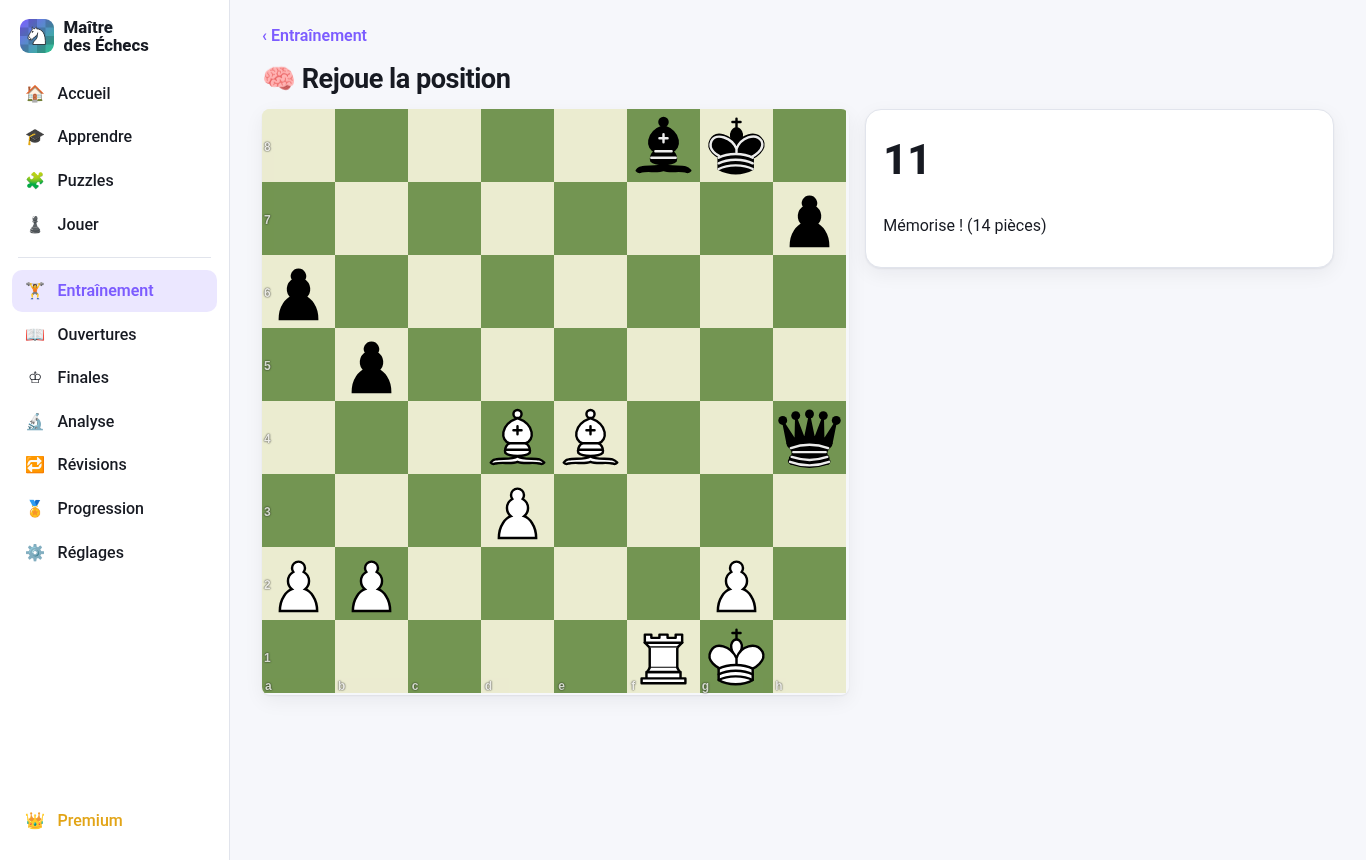 Maître
des Échecs
Accueil
Apprendre
Puzzles
Jouer
Entraînement
Ouvertures
Finales
Analyse
Révisions
Progression
Réglages
Premium
‹ Entraînement
Rejoue la position
8
7
6
5
4
3
2
1
a b c d e f g h
11
Mémorise ! (14 pièces)